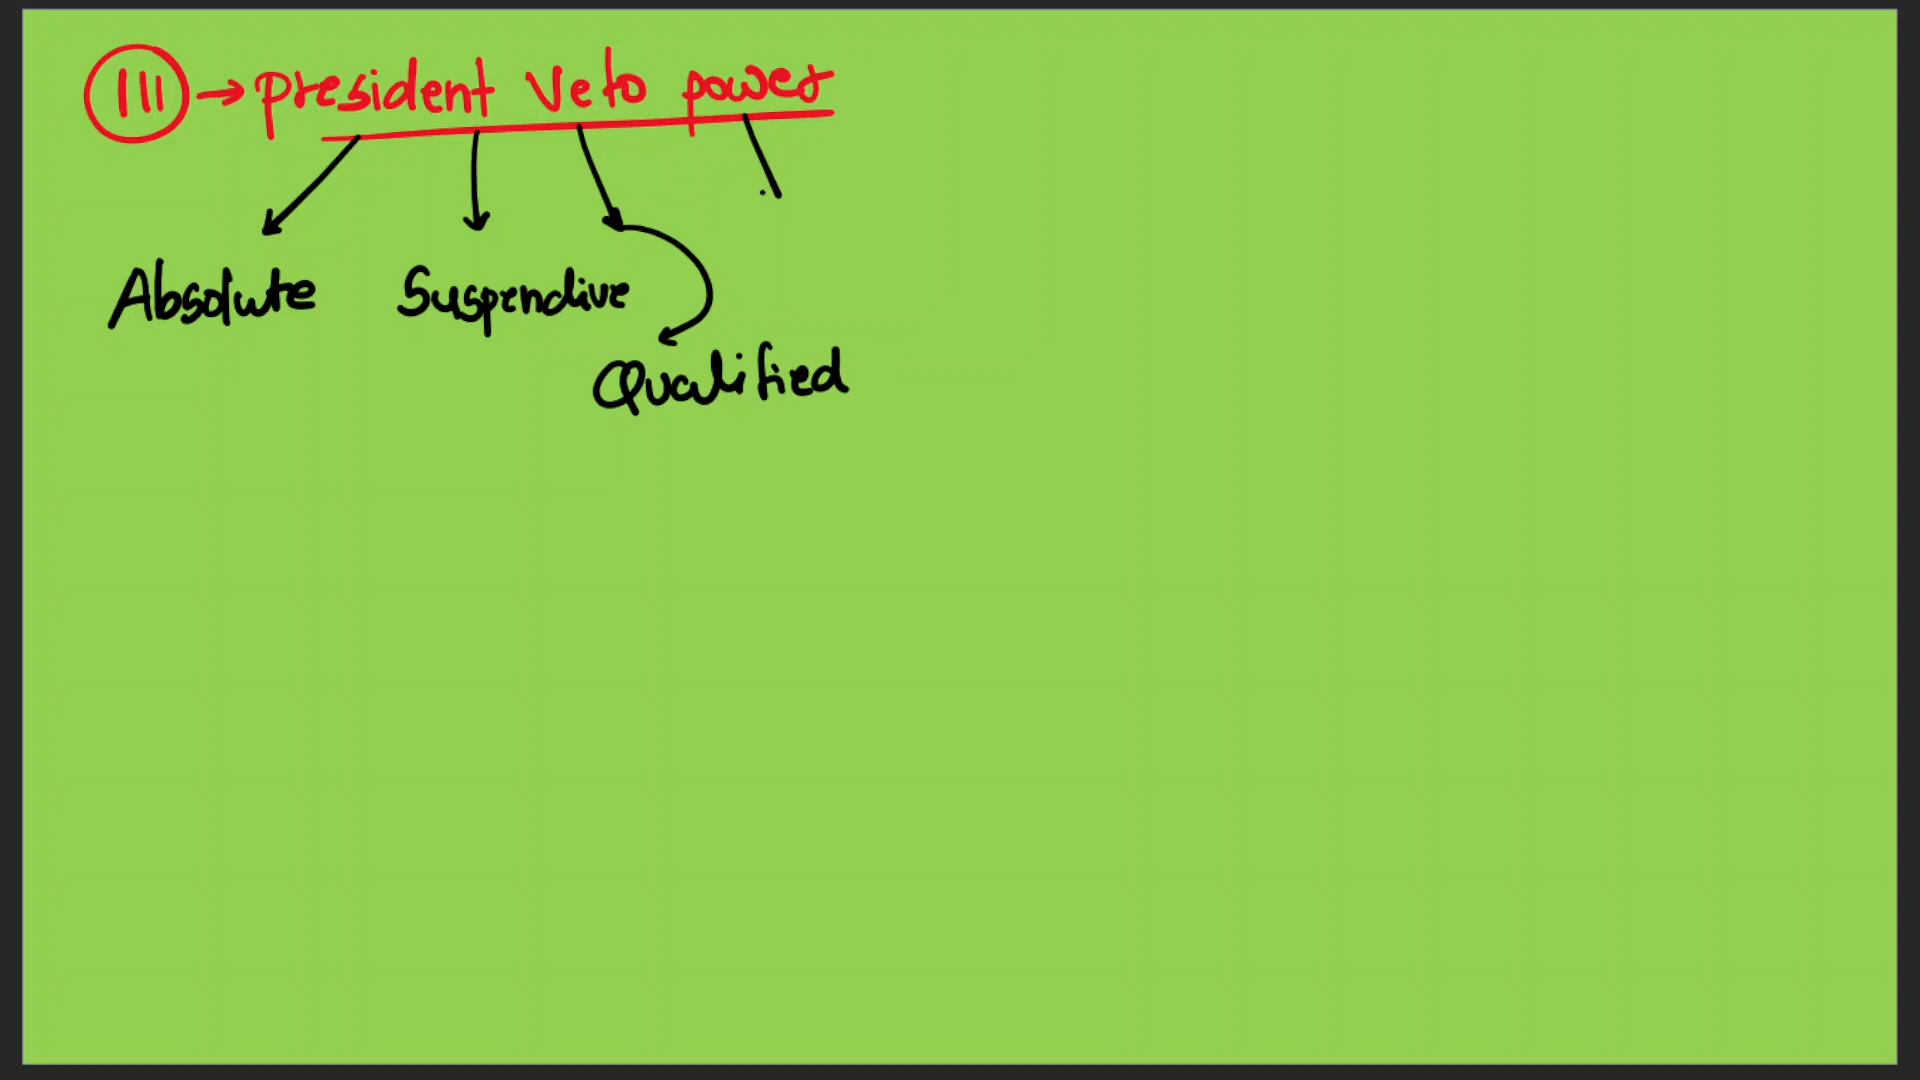 111 → president veto power
Absolute Suspendive
Qualified